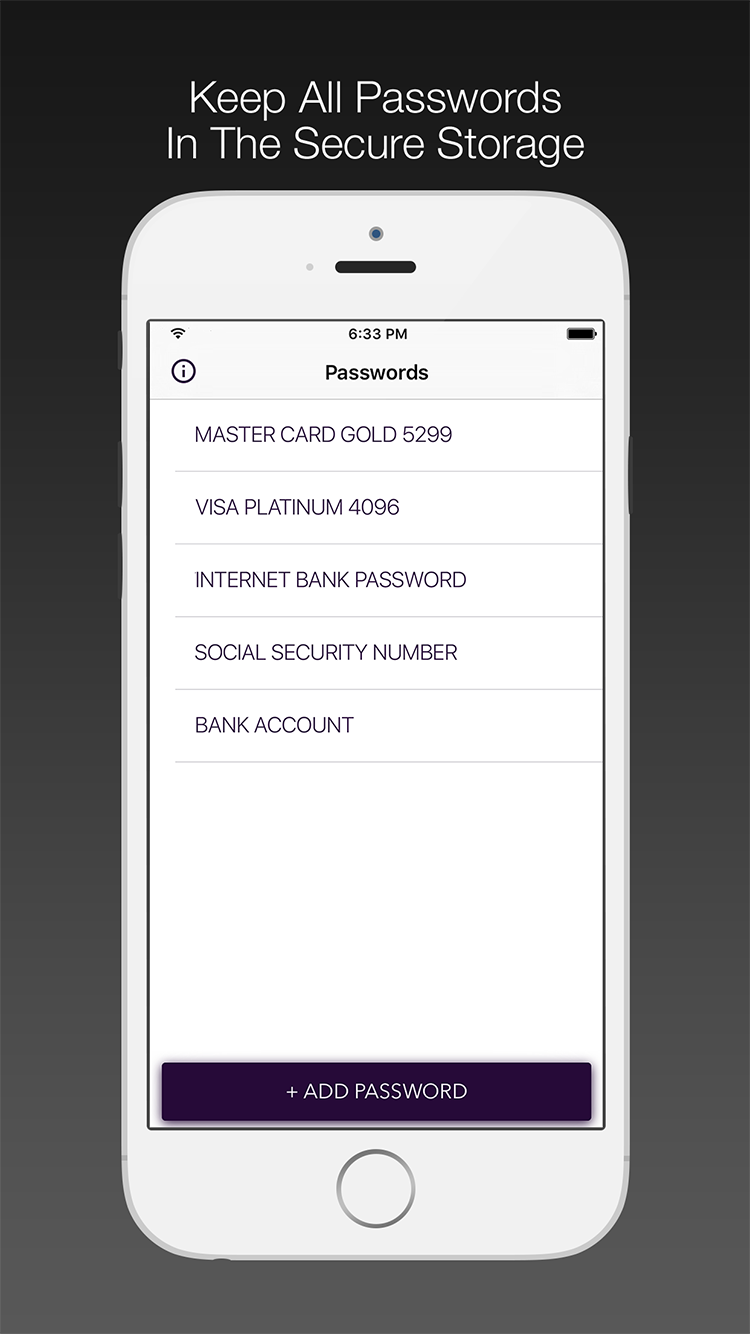 Keep All Passwords
In The Secure Storage
6:33 PM
Passwords
MASTER CARD GOLD 5299
VISA PLATINUM 4096
INTERNET BANK PASSWORD
SOCIAL SECURITY NUMBER
BANK ACCOUNT
+ ADD PASSWORD